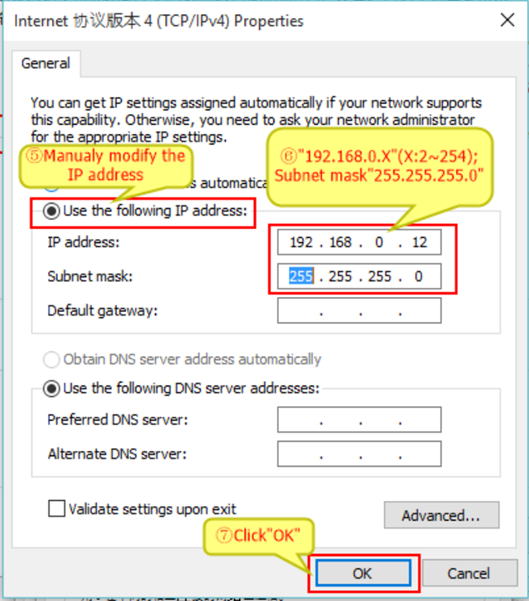 Internet 协议版本 4 (TCP/IPv4) Properties
General
You can get IP settings assigned automatically if your network supports
this capability. Otherwise, you need to ask your network administrator
for the appropriate IP settings.
⑤Manualy modify the
IP address
⑥"192.168.0.X"(X:2~254);
Subnet mask"255.255.255.0"
ss automatica
Use the following IP address:
IP address: 192 . 168 . 0 . 12
Subnet mask: 255 . 255 . 255 . 0
Default gateway: . . .
Obtain DNS server address automatically
Use the following DNS server addresses:
Preferred DNS server: . . .
Alternate DNS server: . . .
Validate settings upon exit
Advanced...
⑦Click"OK"
OK
Cancel